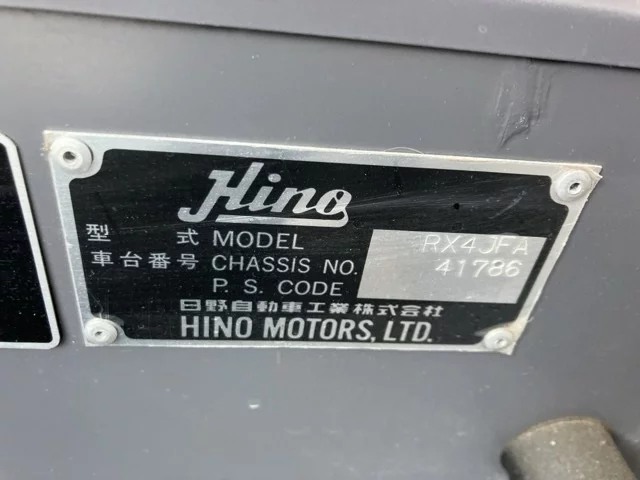 Hino
型式 MODEL RX4JFA
車台番号 CHASSIS NO. 41786
P. S. CODE
日野自動車工業株式会社
HINO MOTORS, LTD.